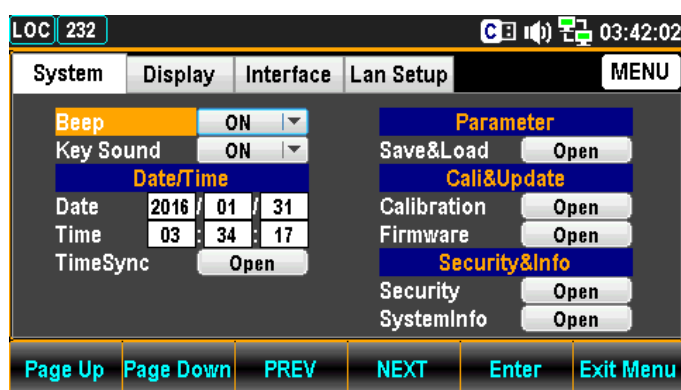 LOC 232 C 03:42:02
System Display Interface Lan Setup MENU
Beep ON
Key Sound ON
Date/Time
Date 2016 / 01 / 31
Time 03 : 34 : 17
TimeSync Open
Parameter
Save&Load Open
Cali&Update
Calibration Open
Firmware Open
Security&Info
Security Open
SystemInfo Open
Page Up Page Down PREV NEXT Enter Exit Menu